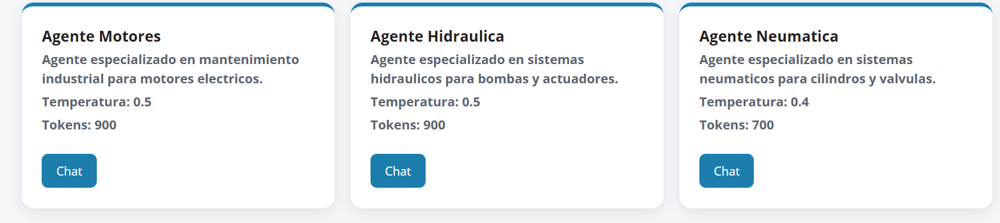 Agente Motores
Agente especializado en mantenimiento
industrial para motores electricos.
Temperatura: 0.5
Tokens: 900
Chat
Agente Hidraulica
Agente especializado en sistemas
hidraulicos para bombas y actuadores.
Temperatura: 0.5
Tokens: 900
Chat
Agente Neumatica
Agente especializado en sistemas
neumaticos para cilindros y valvulas.
Temperatura: 0.4
Tokens: 700
Chat